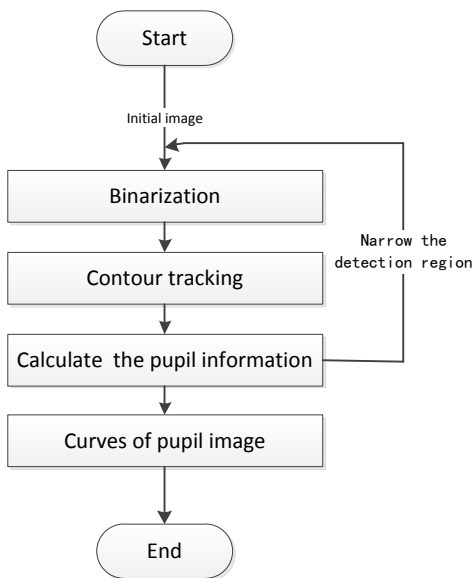 Start
Initial image
Binarization
Narrow the
detection region
Contour tracking
Calculate the pupil information
Curves of pupil image
End